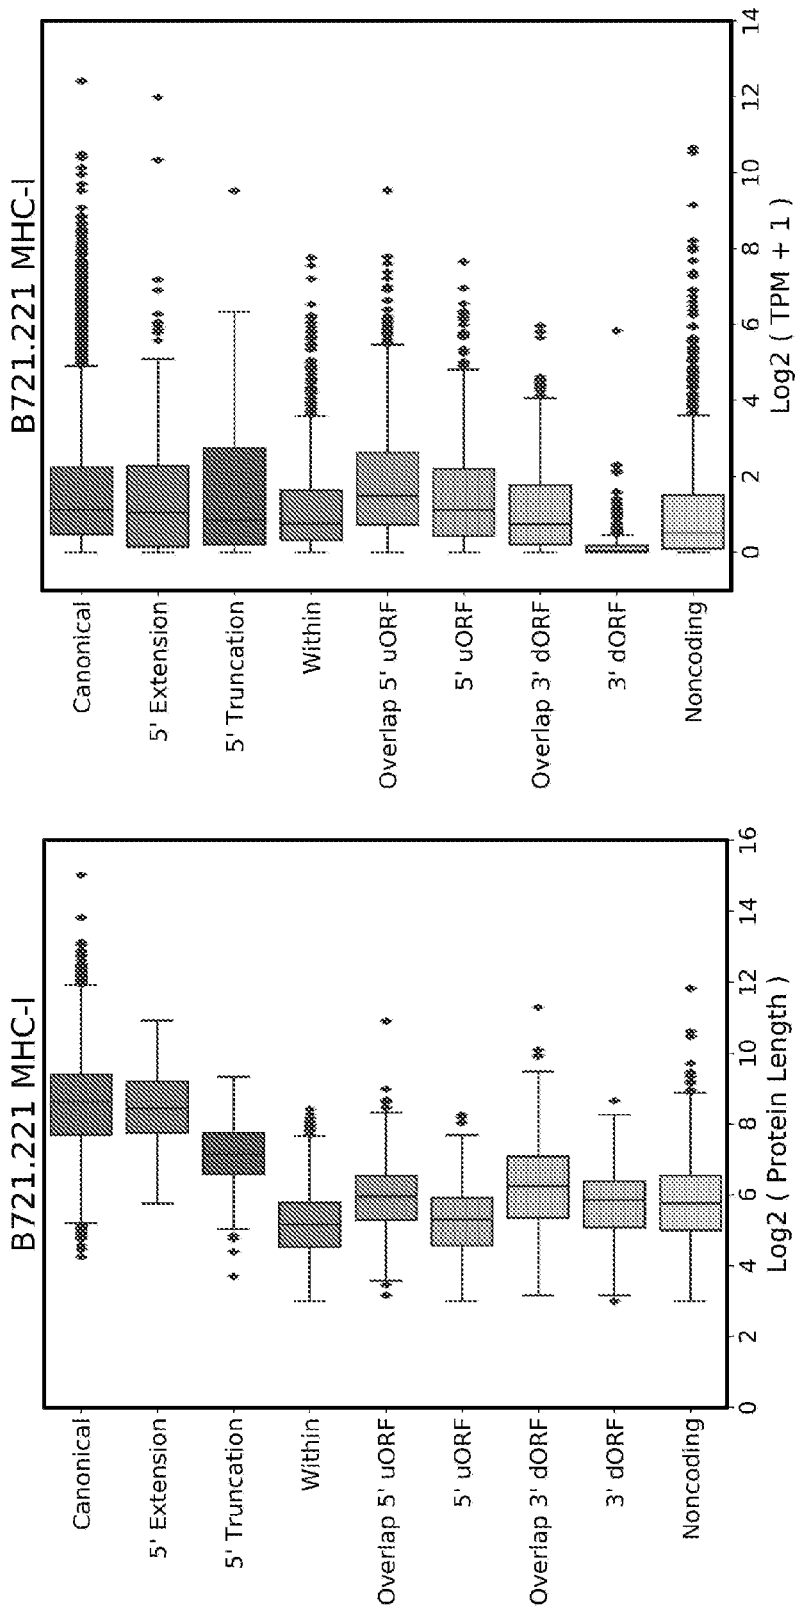 B721.221 MHC-I
Canonical
5' Extension
5' Truncation
Within
Overlap 5' uORF
5' uORF
Overlap 3' dORF
3' dORF
Noncoding
0 2 4 6 8 10 12 14 16
Log2 ( Protein Length )
B721.221 MHC-I
Canonical
5' Extension
5' Truncation
Within
Overlap 5' uORF
5' uORF
Overlap 3' dORF
3' dORF
Noncoding
0 2 4 6 8 10 12 14
Log2 ( TPM + 1 )